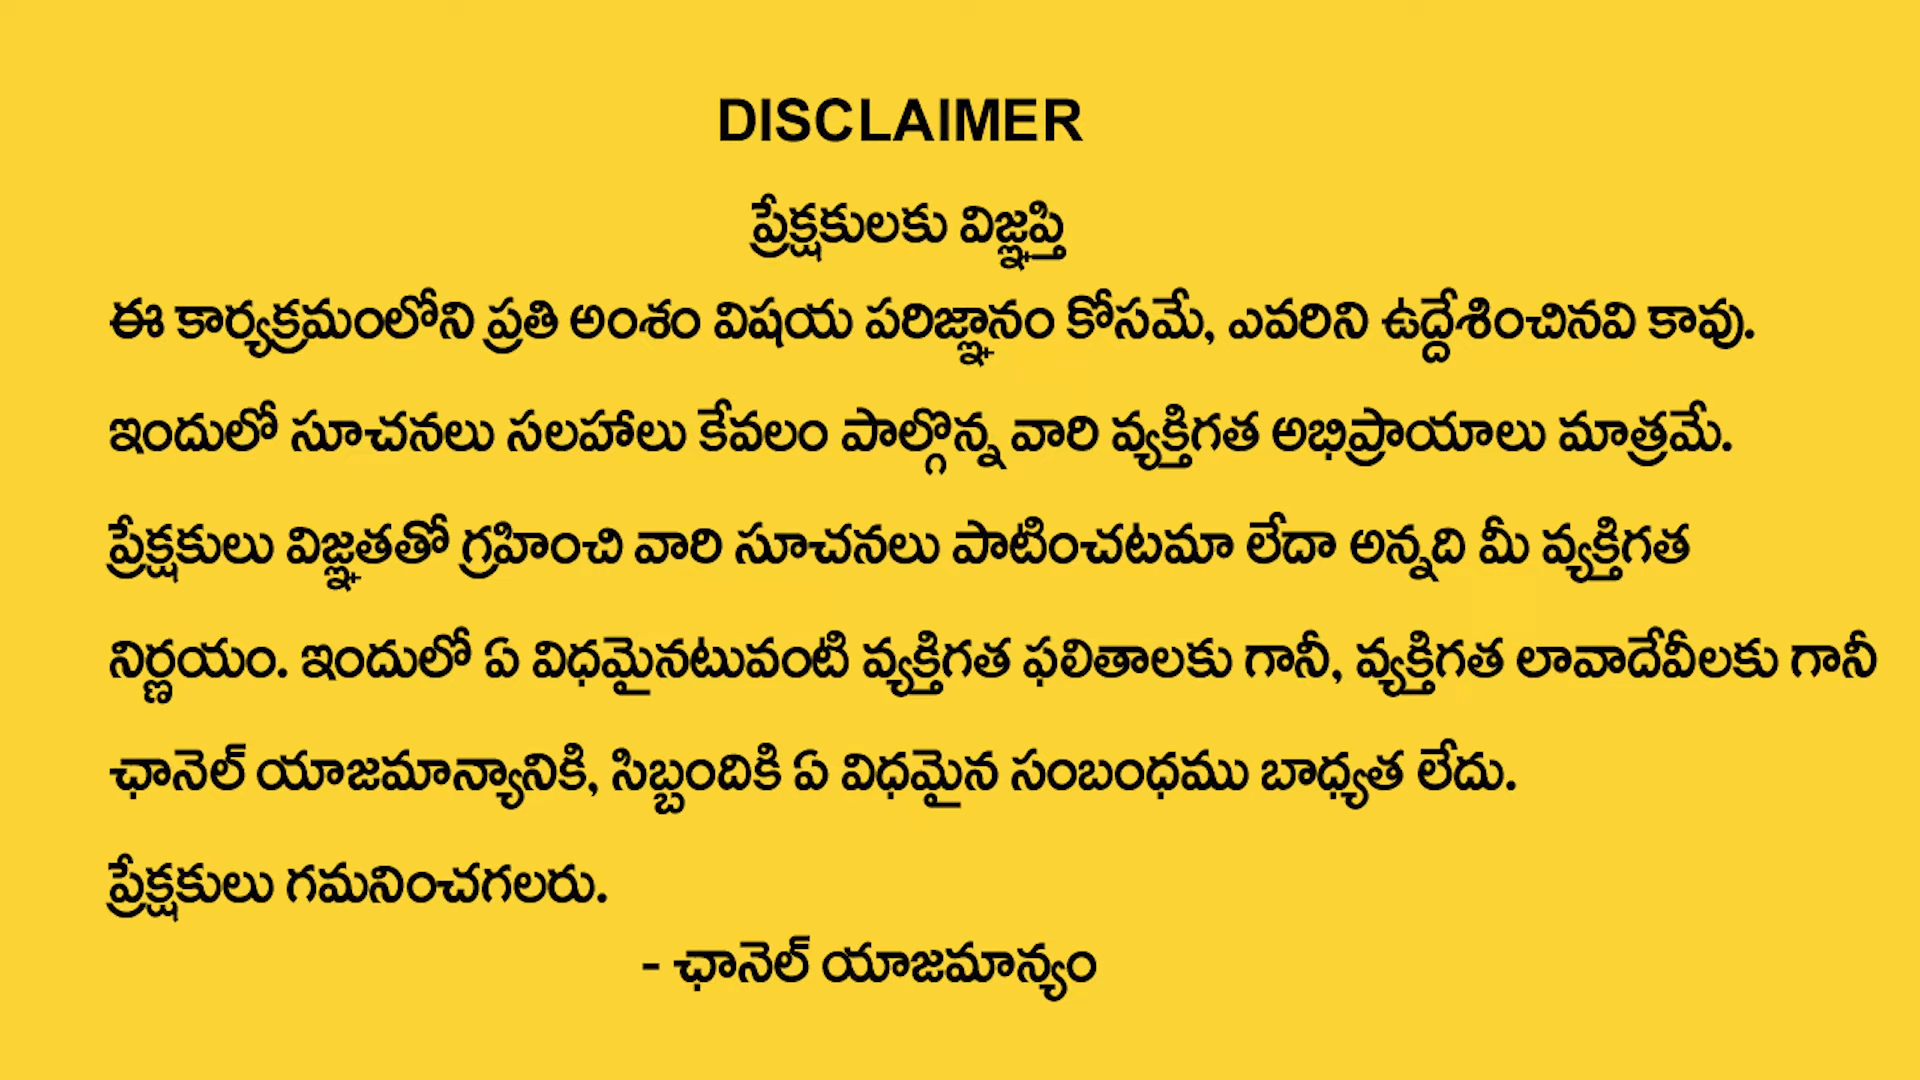 DISCLAIMER
ప్రేక్షకులకు విజ్ఞప్తి
ఈ కార్యక్రమంలోని ప్రతి అంశం విషయ పరిజ్ఞానం కోసమే, ఎవరిని ఉద్దేశించినవి కావు.
ఇందులో సూచనలు సలహాలు కేవలం పాల్గొన్న వారి వ్యక్తిగత అభిప్రాయాలు మాత్రమే.
ప్రేక్షకులు విజ్ఞతతో గ్రహించి వారి సూచనలు పాటించటమా లేదా అన్నది మీ వ్యక్తిగత
నిర్ణయం. ఇందులో ఏ విధమైనటువంటి వ్యక్తిగత ఫలితాలకు గానీ, వ్యక్తిగత లావాదేవీలకు గానీ
ఛానెల్ యాజమాన్యానికి, సిబ్బందికి ఏ విధమైన సంబంధము బాధ్యత లేదు.
ప్రేక్షకులు గమనించగలరు.
- ఛానెల్ యాజమాన్యం